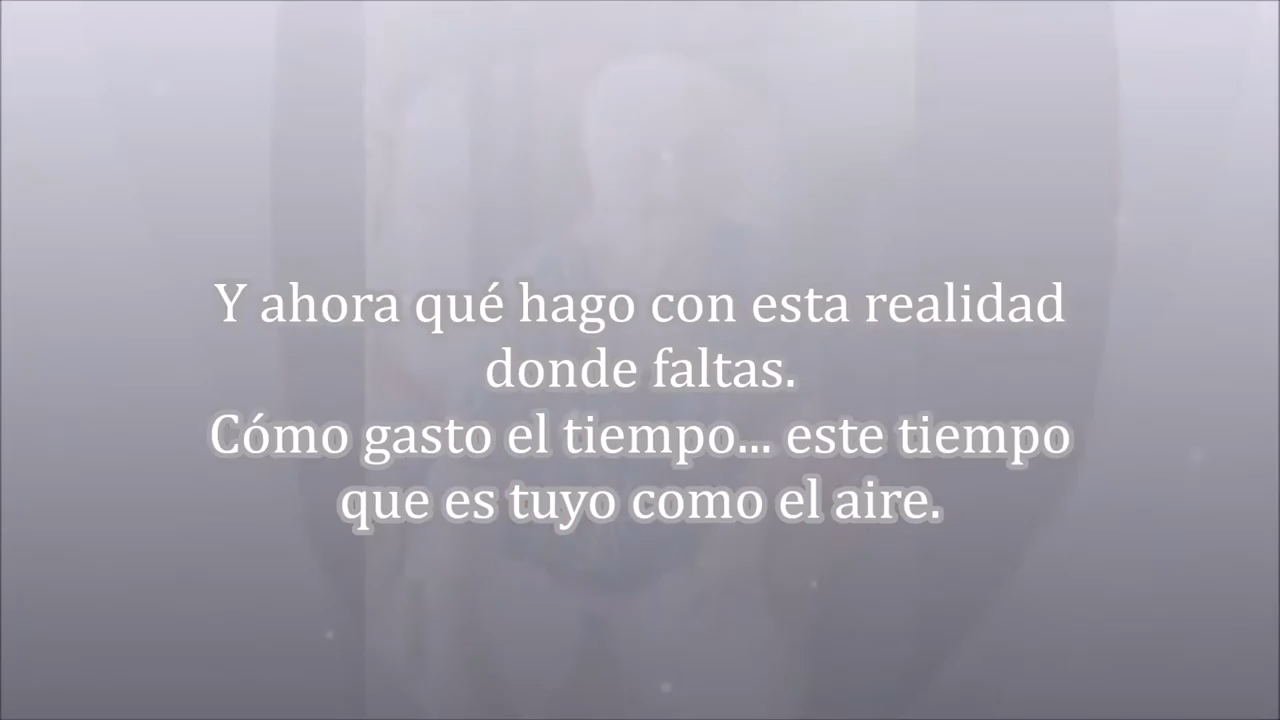 Y ahora qué hago con esta realidad
donde faltas.
Cómo gasto el tiempo... este tiempo
que es tuyo como el aire.